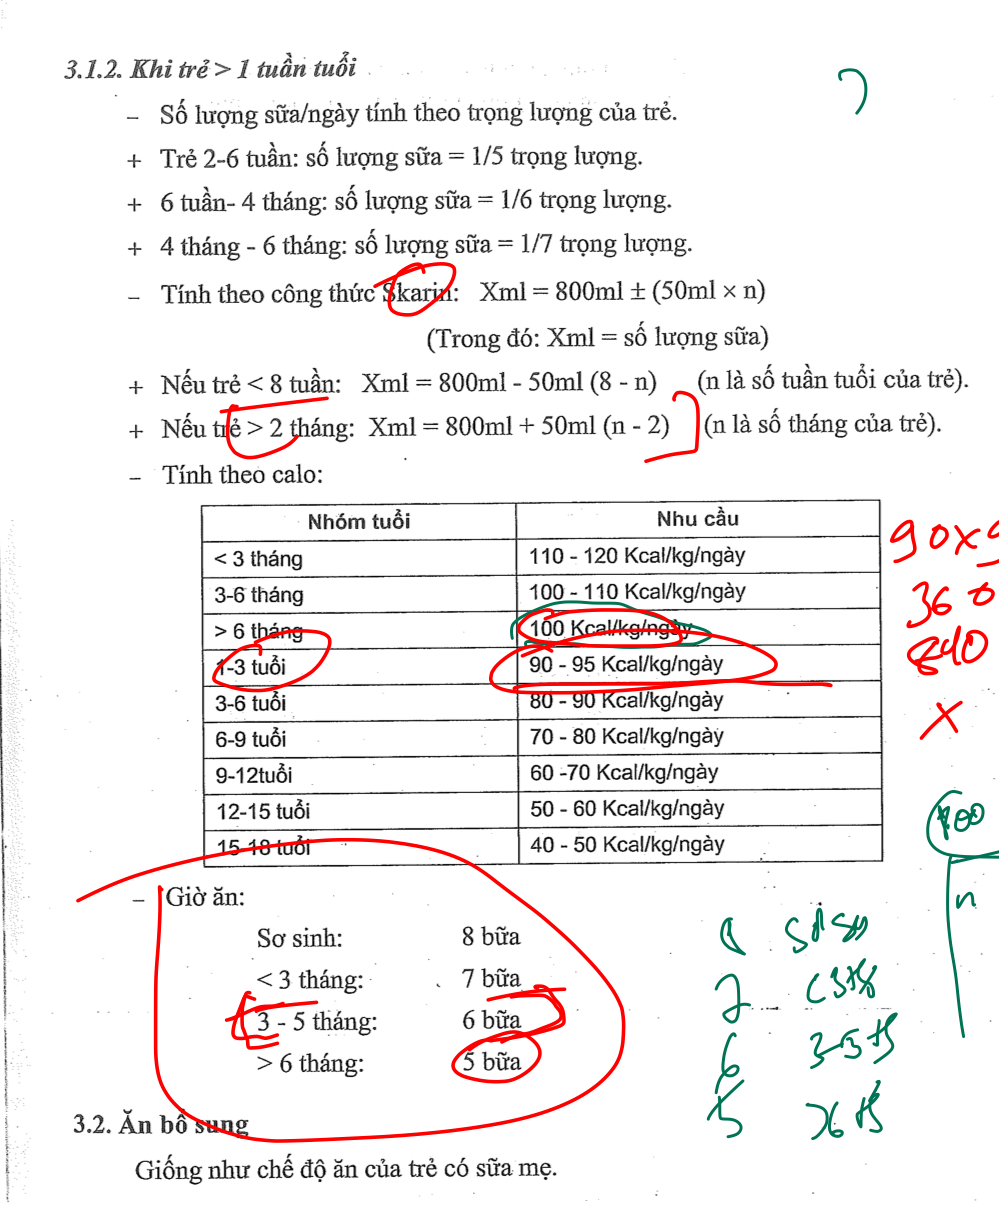 3.1.2. Khi trẻ > 1 tuần tuổi
– Số lượng sữa/ngày tính theo trọng lượng của trẻ.
+ Trẻ 2-6 tuần: số lượng sữa = 1/5 trọng lượng.
+ 6 tuần- 4 tháng: số lượng sữa = 1/6 trọng lượng.
+ 4 tháng - 6 tháng: số lượng sữa = 1/7 trọng lượng.
– Tính theo công thức Skarin: Xml = 800ml ± (50ml × n)
(Trong đó: Xml = số lượng sữa)
+ Nếu trẻ < 8 tuần: Xml = 800ml - 50ml (8 - n) (n là số tuần tuổi của trẻ).
+ Nếu trẻ > 2 tháng: Xml = 800ml + 50ml (n - 2) (n là số tháng của trẻ).
– Tính theo calo:
Nhóm tuổi Nhu cầu
< 3 tháng 110 - 120 Kcal/kg/ngày
3-6 tháng 100 - 110 Kcal/kg/ngày
> 6 tháng 100 Kcal/kg/ngày
1-3 tuổi 90 - 95 Kcal/kg/ngày
3-6 tuổi 80 - 90 Kcal/kg/ngày
6-9 tuổi 70 - 80 Kcal/kg/ngày
9-12tuổi 60 -70 Kcal/kg/ngày
12-15 tuổi 50 - 60 Kcal/kg/ngày
15-18 tuổi 40 - 50 Kcal/kg/ngày
90x
360
840
X
n
– Giờ ăn:
Sơ sinh: 8 bữa
< 3 tháng: 7 bữa
3 - 5 tháng: 6 bữa
> 6 tháng: 5 bữa
7
6 3-5
5
3.2. Ăn bổ sung
Giống như chế độ ăn của trẻ có sữa mẹ.